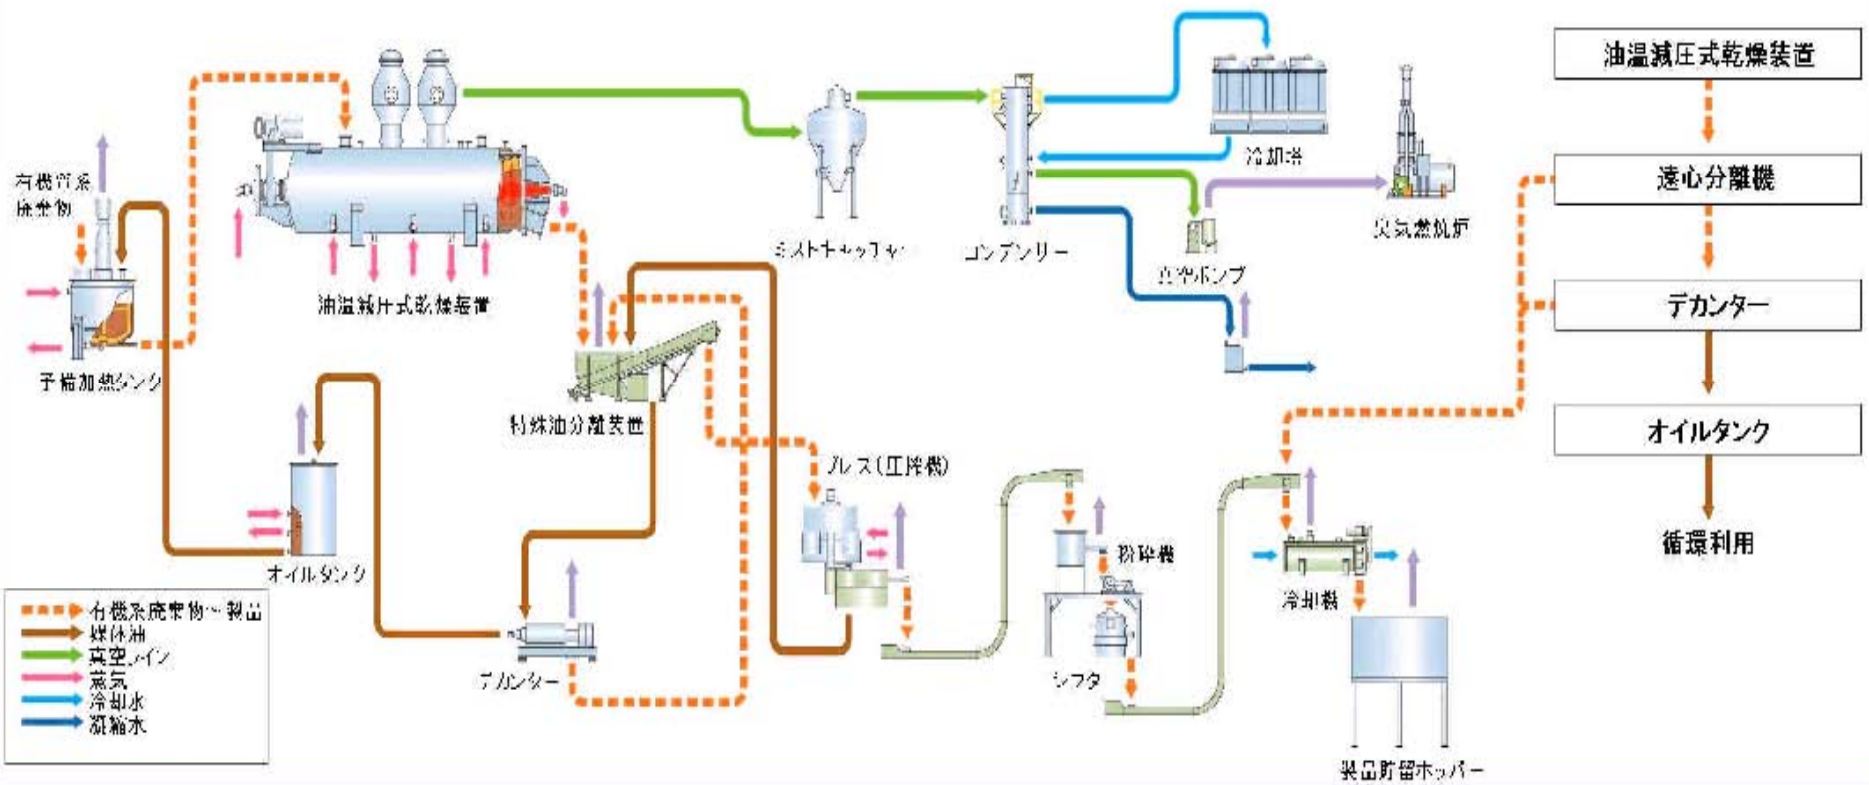 油温減圧式乾燥装置
遠心分離機
デカンター
オイルタンク
循環利用
有機質系
廃棄物
予備加熱タンク
油温減圧式乾燥装置
ミストキャッチャー
コンデンサー
冷却塔
真空ポンプ
臭気燃焼炉
特殊油分離装置
プレス(圧搾機)
オイルタンク
デカンター
粉砕機
シフタ
冷却機
製品貯留ホッパー
有機系廃棄物～製品
媒体油
真空ライン
蒸気
冷却水
凝縮水